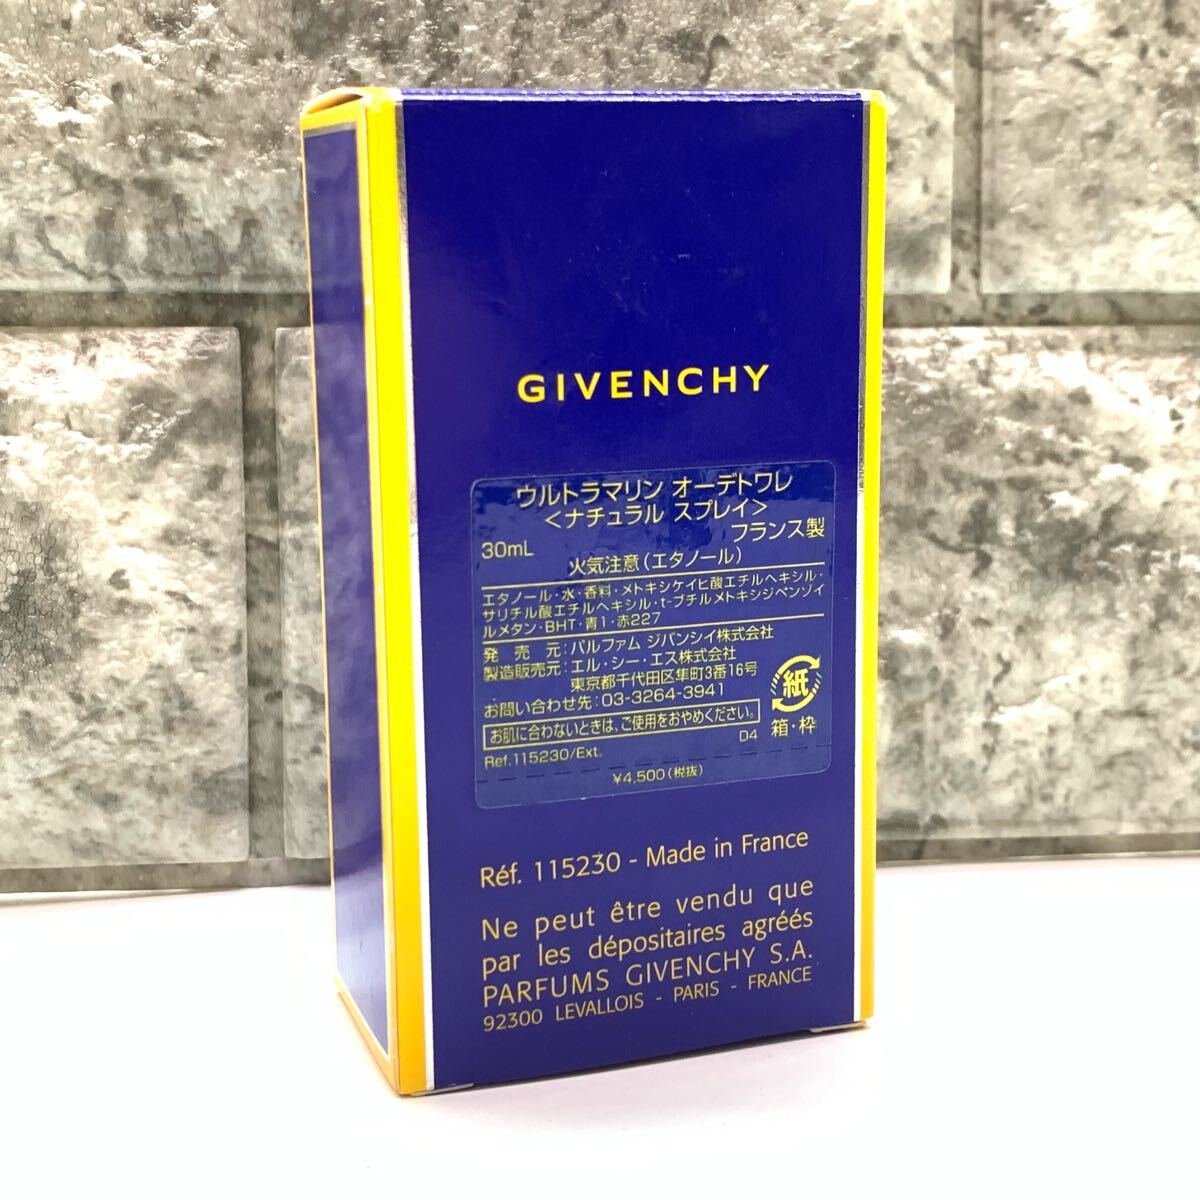 GIVENCHY
ウルトラマリン オーデトワレ
<ナチュラル スプレイ>
30mL フランス製
火気注意(エタノール)
エタノール・水・香料・メトキシケイヒ酸エチルヘキシル・
サリチル酸エチルヘキシル・t-ブチルメトキシジベンゾイ
ルメタン・BHT・青1・赤227
発 売 元:パルファム ジバンシイ株式会社
製造販売元:エル・シー・エス株式会社
東京都千代田区隼町3番16号
お問い合わせ先:03-3264-3941
お肌に合わないときは、ご使用をおやめください。
紙
箱・枠
Ref.115230/Ext. D4
¥4,500(税抜)
Réf. 115230 - Made in France
Ne peut être vendu que
par les dépositaires agréés
PARFUMS GIVENCHY S.A.
92300 LEVALLOIS - PARIS - FRANCE